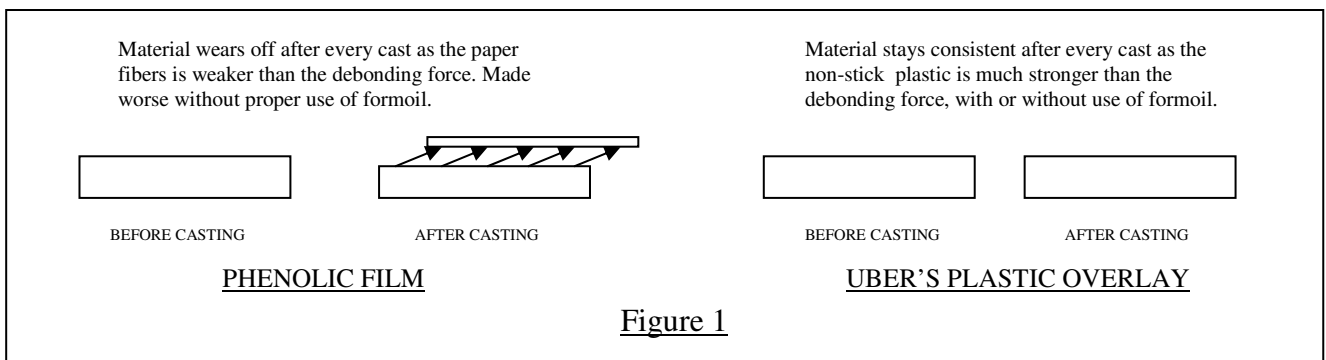 Material wears off after every cast as the paper
fibers is weaker than the debonding force. Made
worse without proper use of formoil.
BEFORE CASTING
AFTER CASTING
PHENOLIC FILM
Material stays consistent after every cast as the
non-stick plastic is much stronger than the
debonding force, with or without use of formoil.
BEFORE CASTING
AFTER CASTING
UBER'S PLASTIC OVERLAY
Figure 1